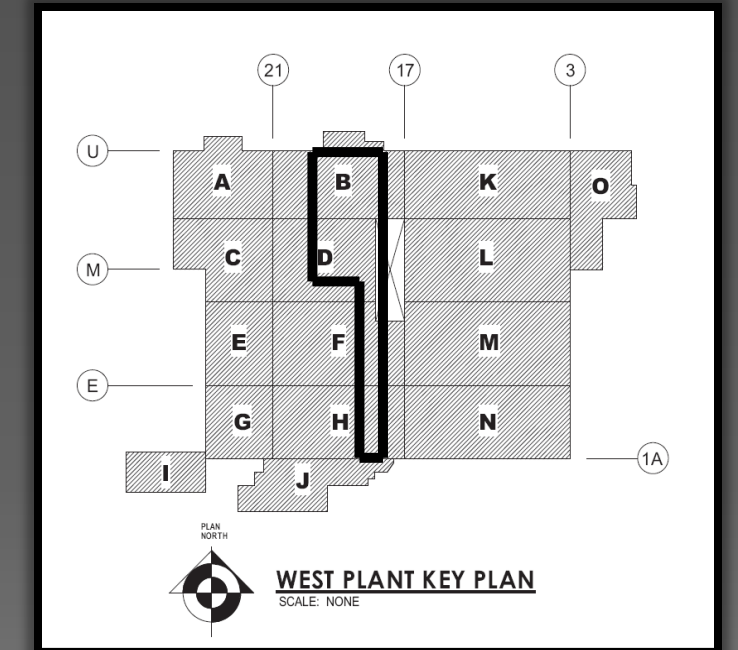 21 17 3
U
A B K O
C D L
M
E F M
E
G H N
1A
I J
PLAN
NORTH
WEST PLANT KEY PLAN
SCALE: NONE